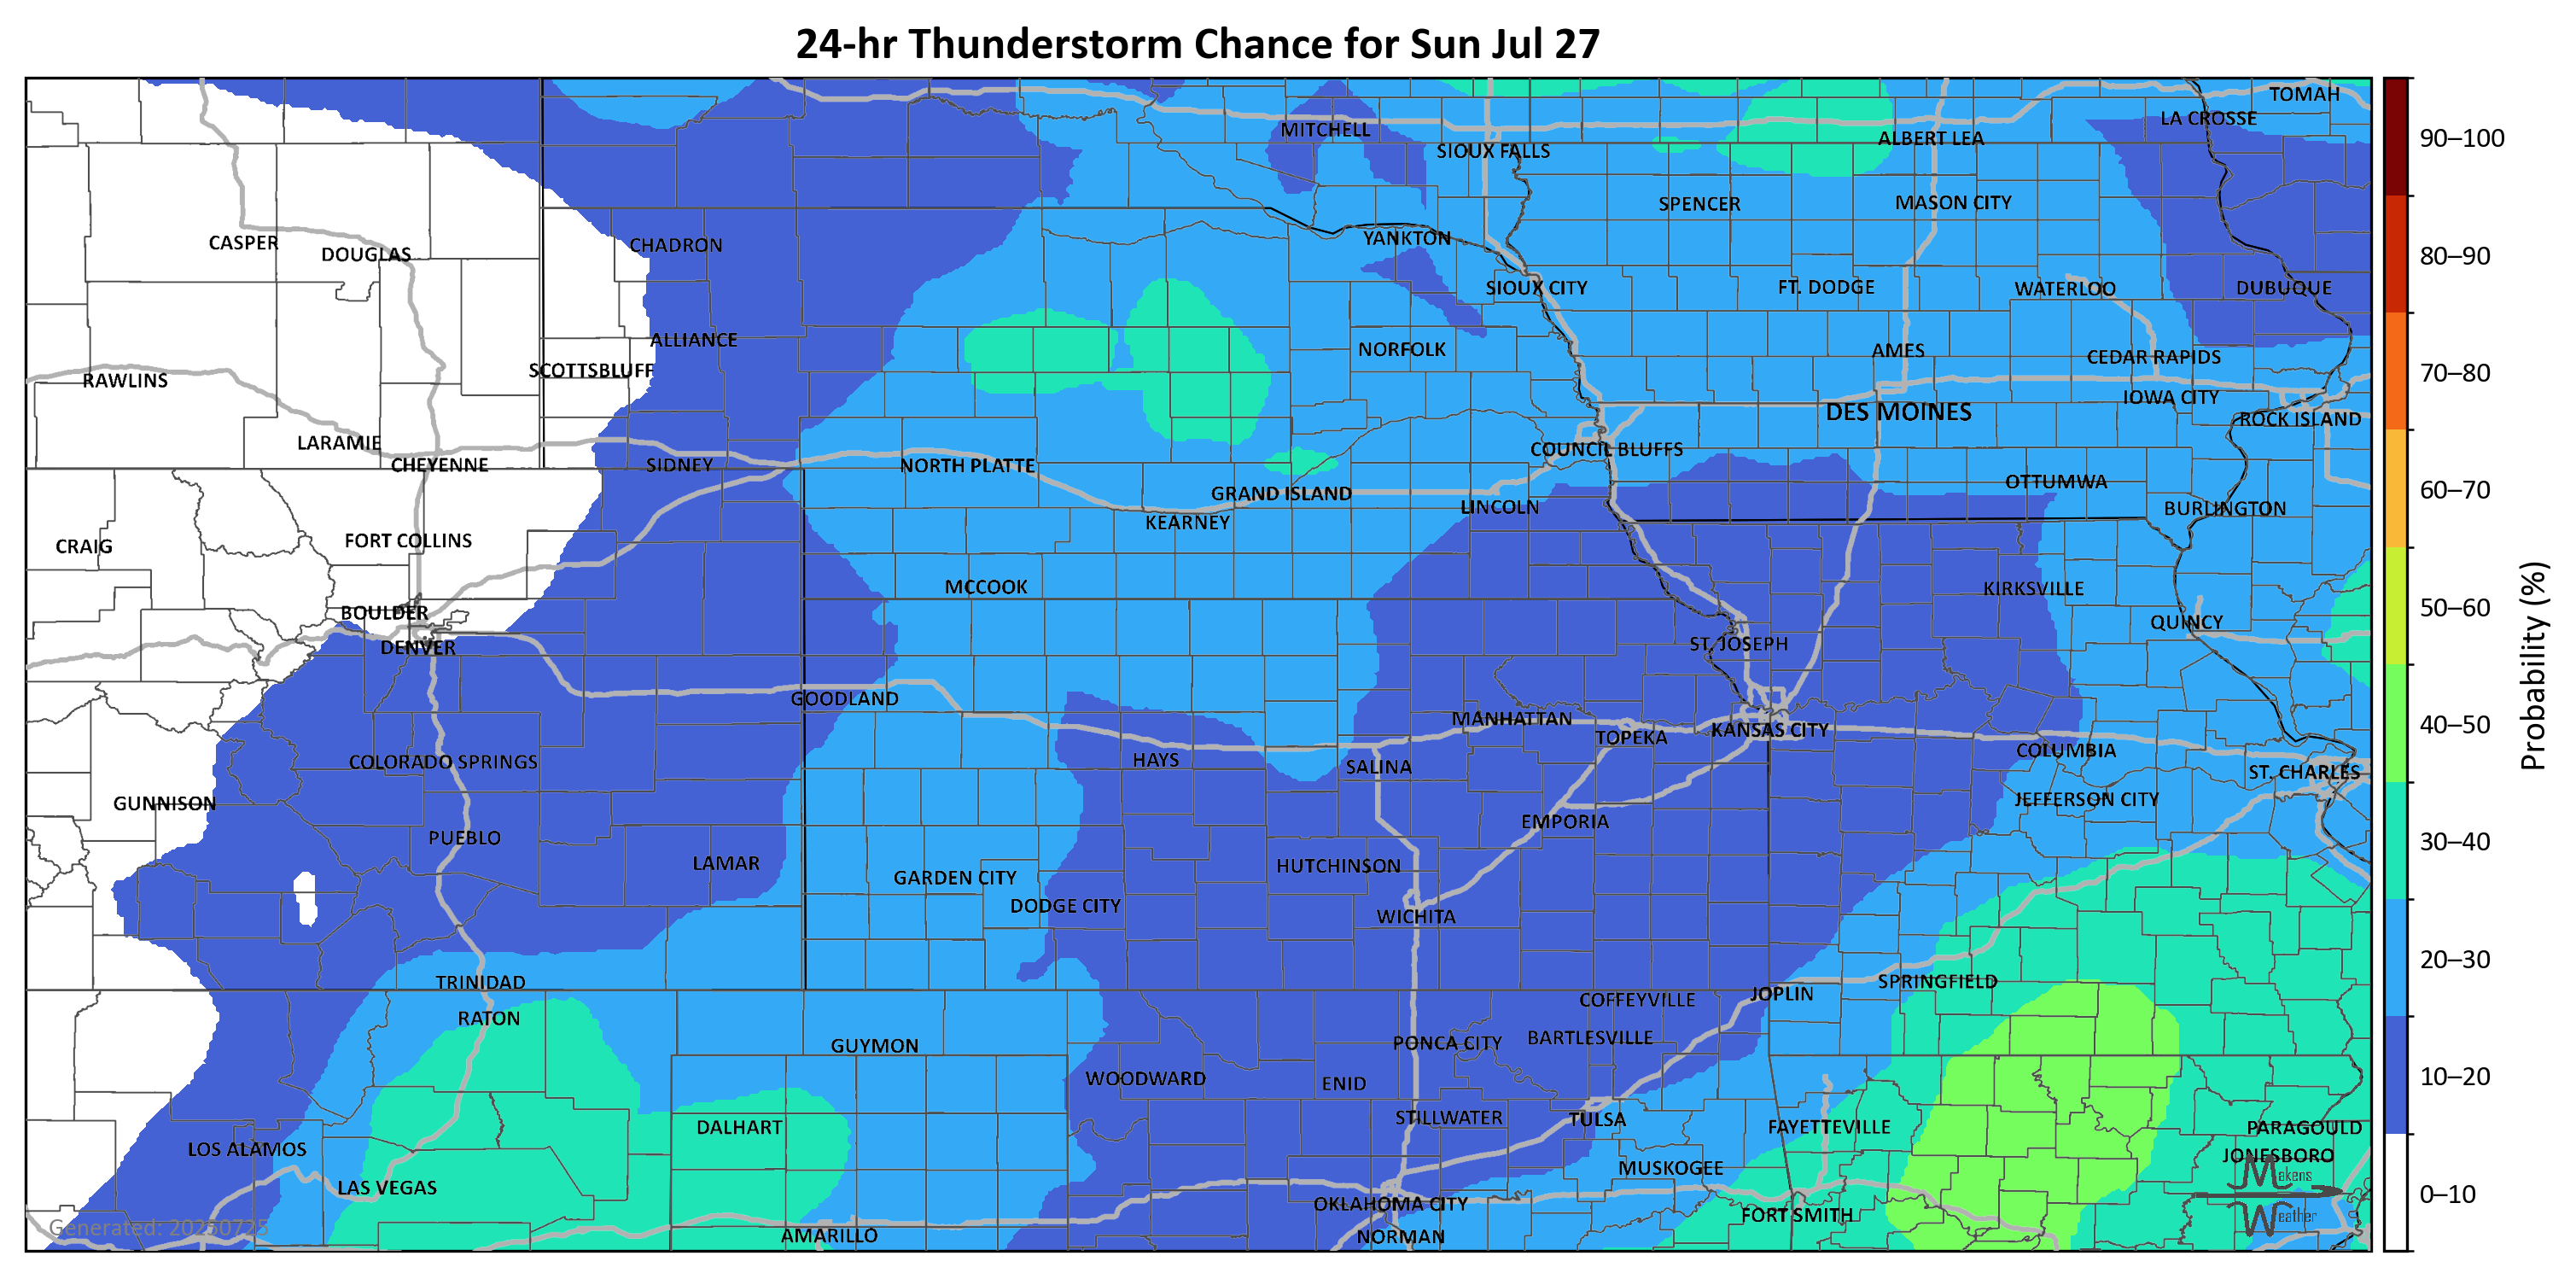 24-hr Thunderstorm Chance for Sun Jul 27
TOMAH
LA CROSSE
MITCHELL
ALBERT LEA
SIOUX FALLS
90–100
SPENCER
MASON CITY
CASPER
DOUGLAS
CHADRON
YANKTON
80–90
SIOUX CITY
FT. DODGE
WATERLOO
DUBUQUE
ALLIANCE
NORFOLK
AMES
CEDAR RAPIDS
SCOTTSBLUFF
RAWLINS
70–80
IOWA CITY
DES MOINES
ROCK ISLAND
LARAMIE
CHEYENNE
SIDNEY
NORTH PLATTE
COUNCIL BLUFFS
GRAND ISLAND
OTTUMWA
60–70
LINCOLN
BURLINGTON
KEARNEY
CRAIG
FORT COLLINS
MCCOOK
KIRKSVILLE
50–60
BOULDER
QUINCY
DENVER
ST. JOSEPH
Probability (%)
GOODLAND
MANHATTAN
TOPEKA
KANSAS CITY
40–50
COLORADO SPRINGS
HAYS
SALINA
COLUMBIA
ST. CHARLES
GUNNISON
JEFFERSON CITY
PUEBLO
EMPORIA
30–40
LAMAR
HUTCHINSON
GARDEN CITY
DODGE CITY
WICHITA
20–30
TRINIDAD
SPRINGFIELD
JOPLIN
COFFEYVILLE
RATON
GUYMON
PONCA CITY
BARTLESVILLE
WOODWARD
ENID
10–20
DALHART
STILLWATER
TULSA
FAYETTEVILLE
PARAGOULD
LOS ALAMOS
JONESBORO
LAS VEGAS
MUSKOGEE
Makens
0–10
OKLAHOMA CITY
FORT SMITH
Weather
Generated: 20250725
AMARILLO
NORMAN